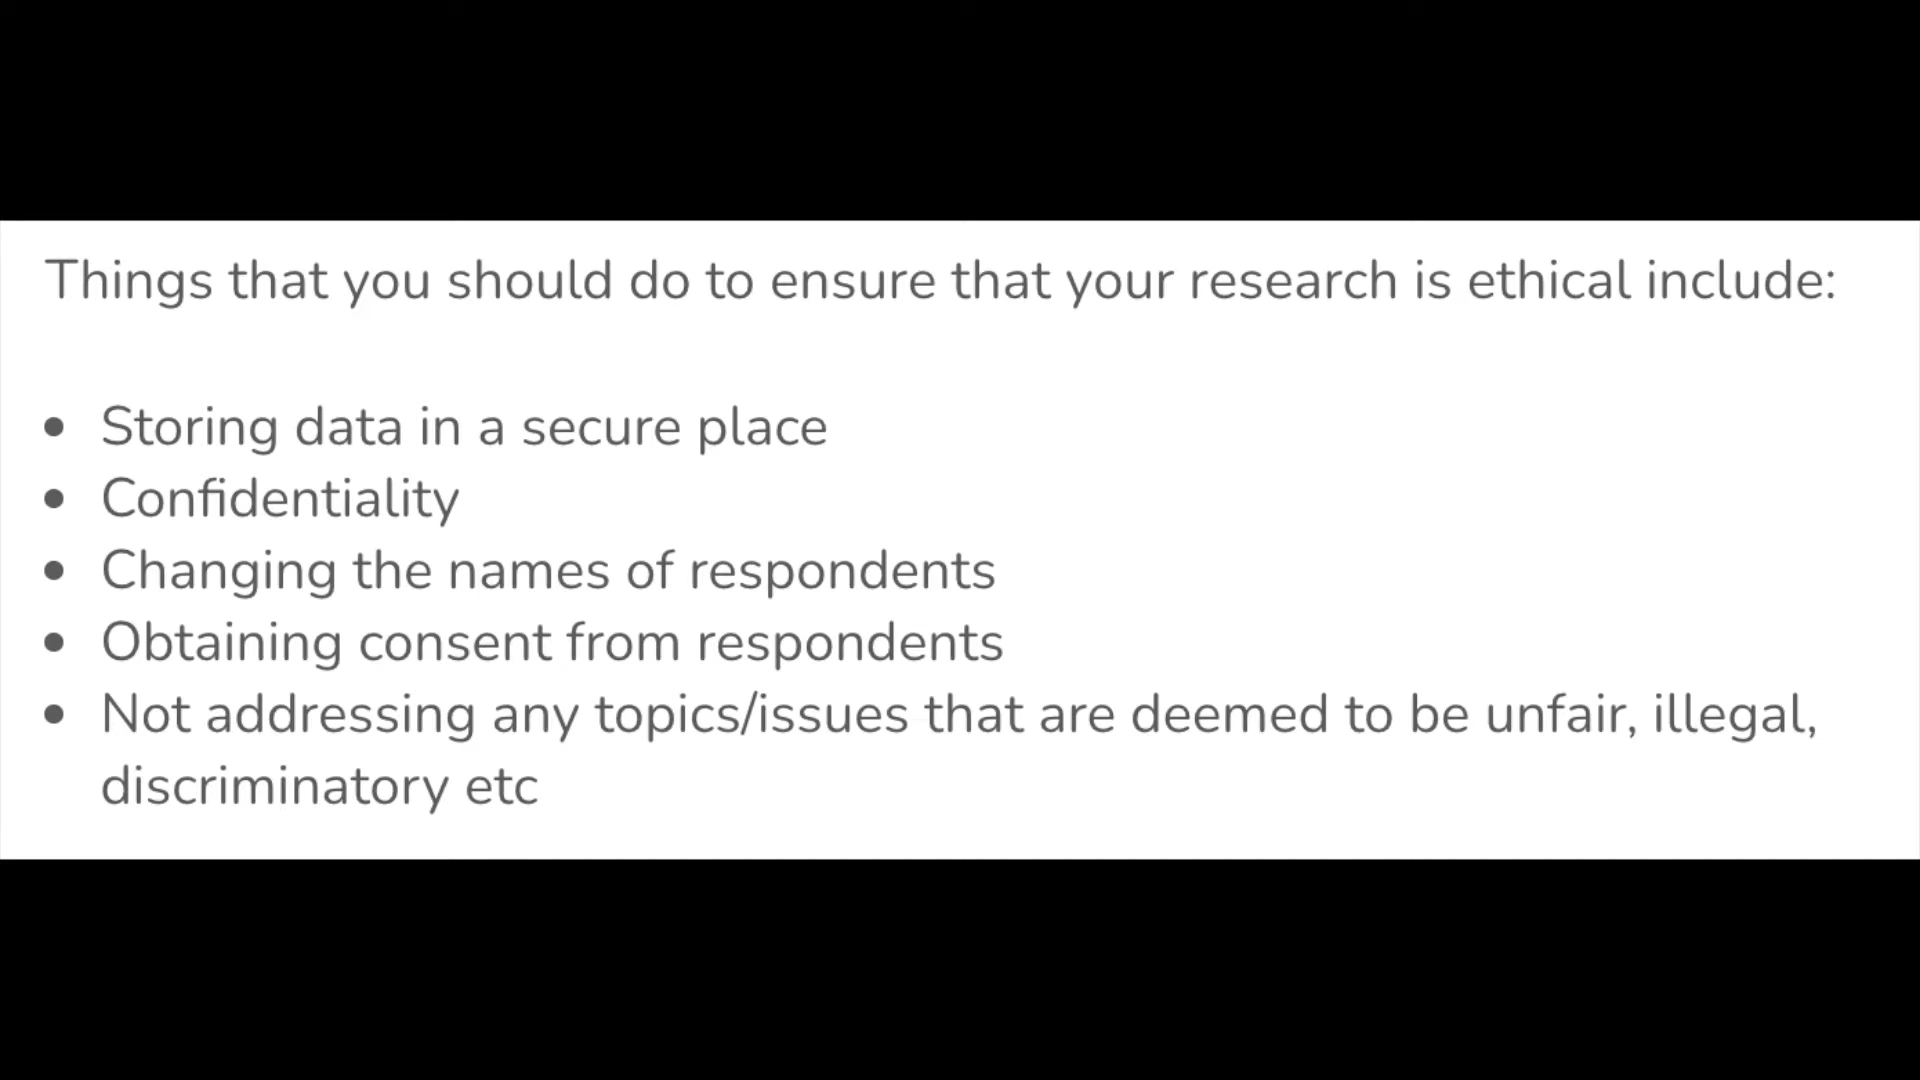 Things that you should do to ensure that your research is ethical include:
• Storing data in a secure place
• Confidentiality
• Changing the names of respondents
• Obtaining consent from respondents
• Not addressing any topics/issues that are deemed to be unfair, illegal,
discriminatory etc